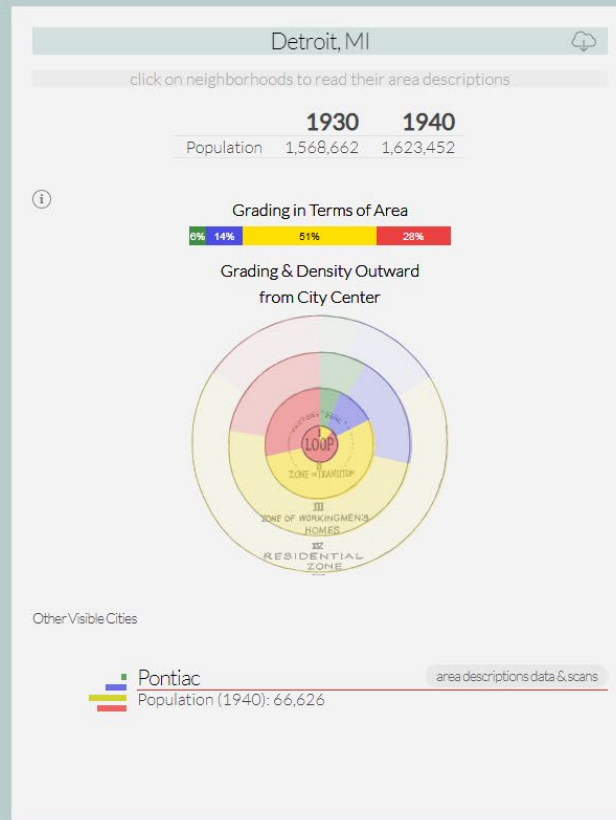 Detroit, MI
click on neighborhoods to read their area descriptions
1930 1940
Population 1,568,662 1,623,452
i
Grading in Terms of Area
6% 14% 51% 28%
Grading & Density Outward
from City Center
FACTORY ZONE
I
LOOP
II
ZONE IN TRANSITION
III
ZONE OF WORKINGMEN'S
HOMES
IV
RESIDENTIAL
ZONE
Other Visible Cities
Pontiac
area descriptions data & scans
Population (1940): 66,626